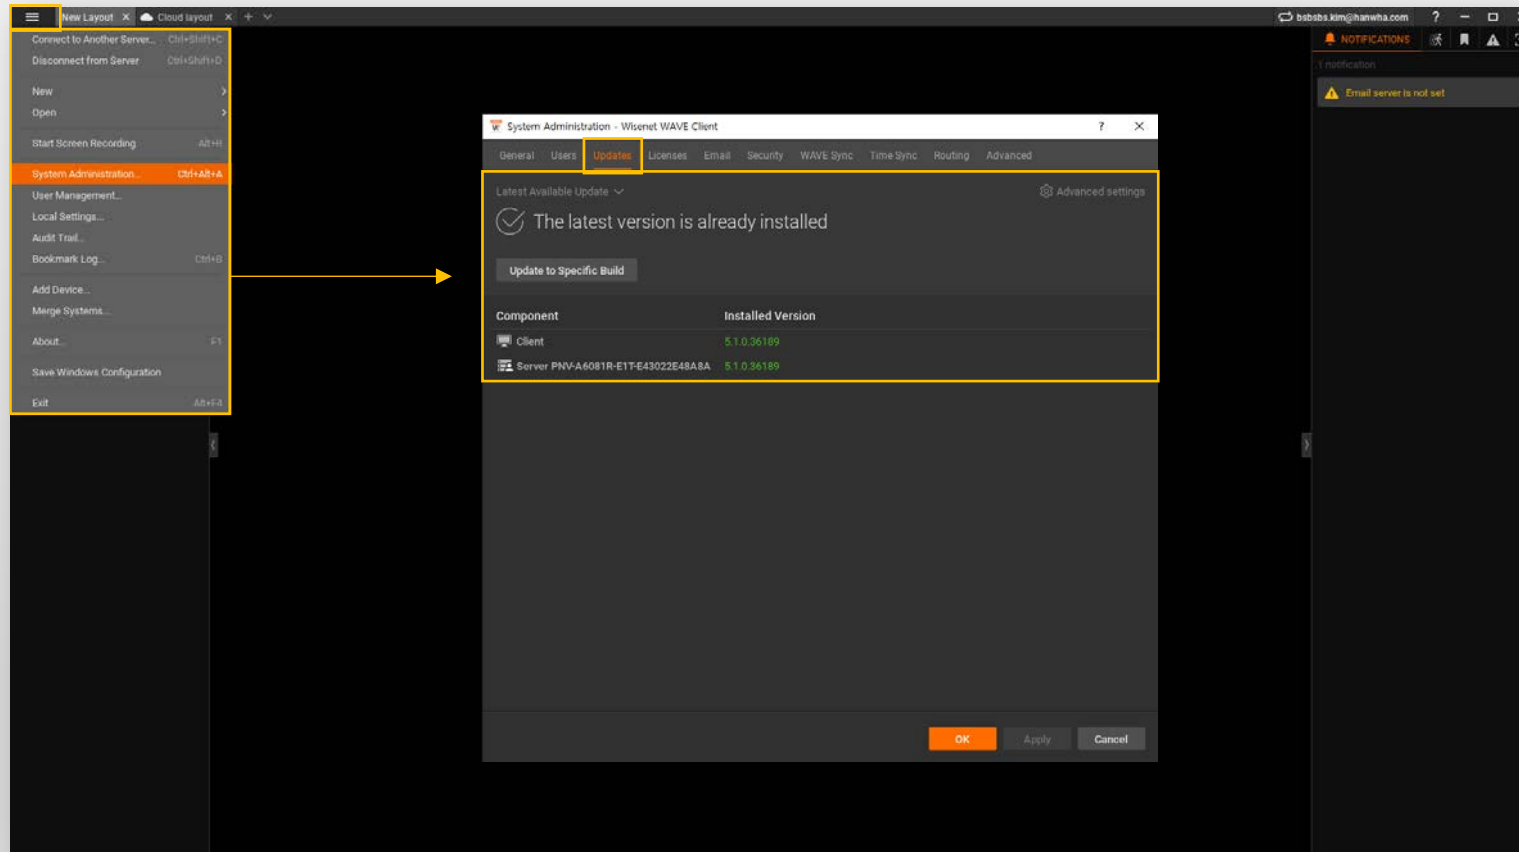 New Layout
Cloud layout
bsbsbs.kim@hanwha.com
Connect to Another Server... Ctrl+Shift+C
Disconnect from Server Ctrl+Shift+D
New
Open
Start Screen Recording Alt+H
System Administration... Ctrl+Alt+A
User Management...
Local Settings...
Audit Trail...
Bookmark Log... Ctrl+B
Add Device...
Merge Systems...
About... F1
Save Windows Configuration
Exit Alt+F4
System Administration - Wisenet WAVE Client ?
General Users Updates Licenses Email Security WAVE Sync Time Sync Routing Advanced
Latest Available Update
Advanced settings
The latest version is already installed
Update to Specific Build
Component Installed Version
Client 5.1.0.36189
Server PNV-A6081R-E1T-E43022E48A8A 5.1.0.36189
OK Apply Cancel
?
NOTIFICATIONS
1 notification
Email server is not set